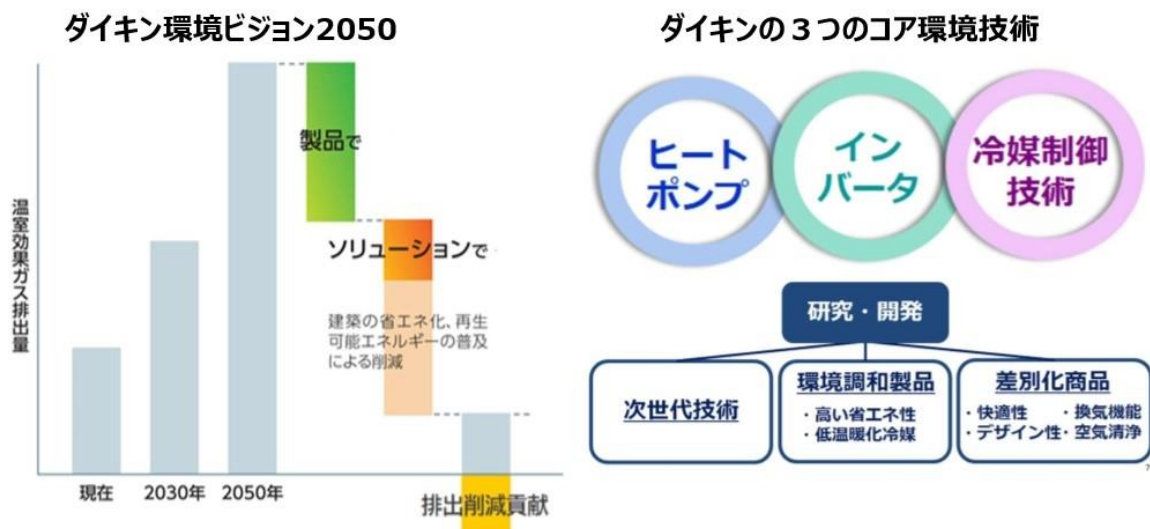 ダイキン環境ビジョン2050
温室効果ガス排出量
製品で
ソリューションで
建築の省エネ化、再生
可能エネルギーの普及
による削減
現在
2030年
2050年
排出削減貢献
ダイキンの３つのコア環境技術
ヒート
ポンプ
イン
バータ
冷媒制御
技術
研究・開発
次世代技術
環境調和製品
・高い省エネ性
・低温暖化冷媒
差別化商品
・快適性 ・換気機能
・デザイン性・空気清浄
7